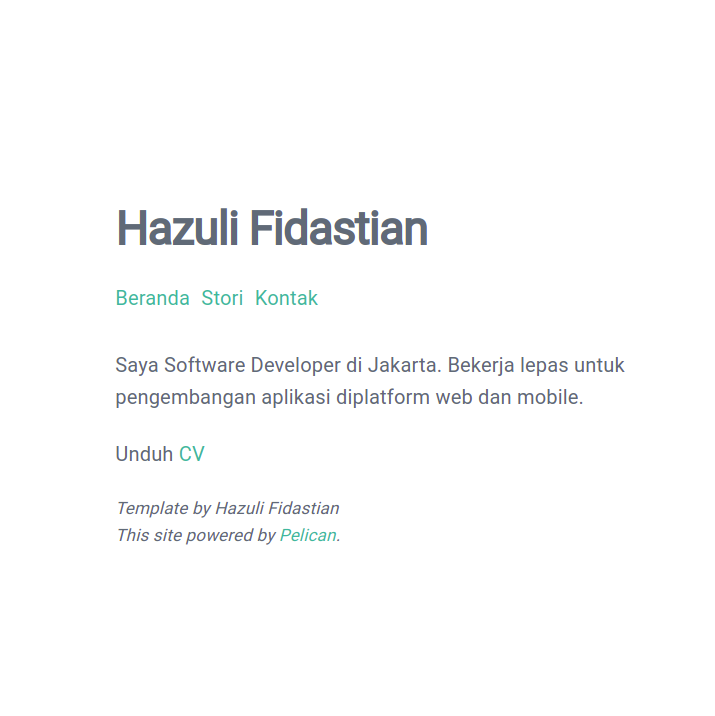 Hazuli Fidastian
Beranda Stori Kontak
Saya Software Developer di Jakarta. Bekerja lepas untuk
pengembangan aplikasi diplatform web dan mobile.
Unduh CV
Template by Hazuli Fidastian
This site powered by Pelican.